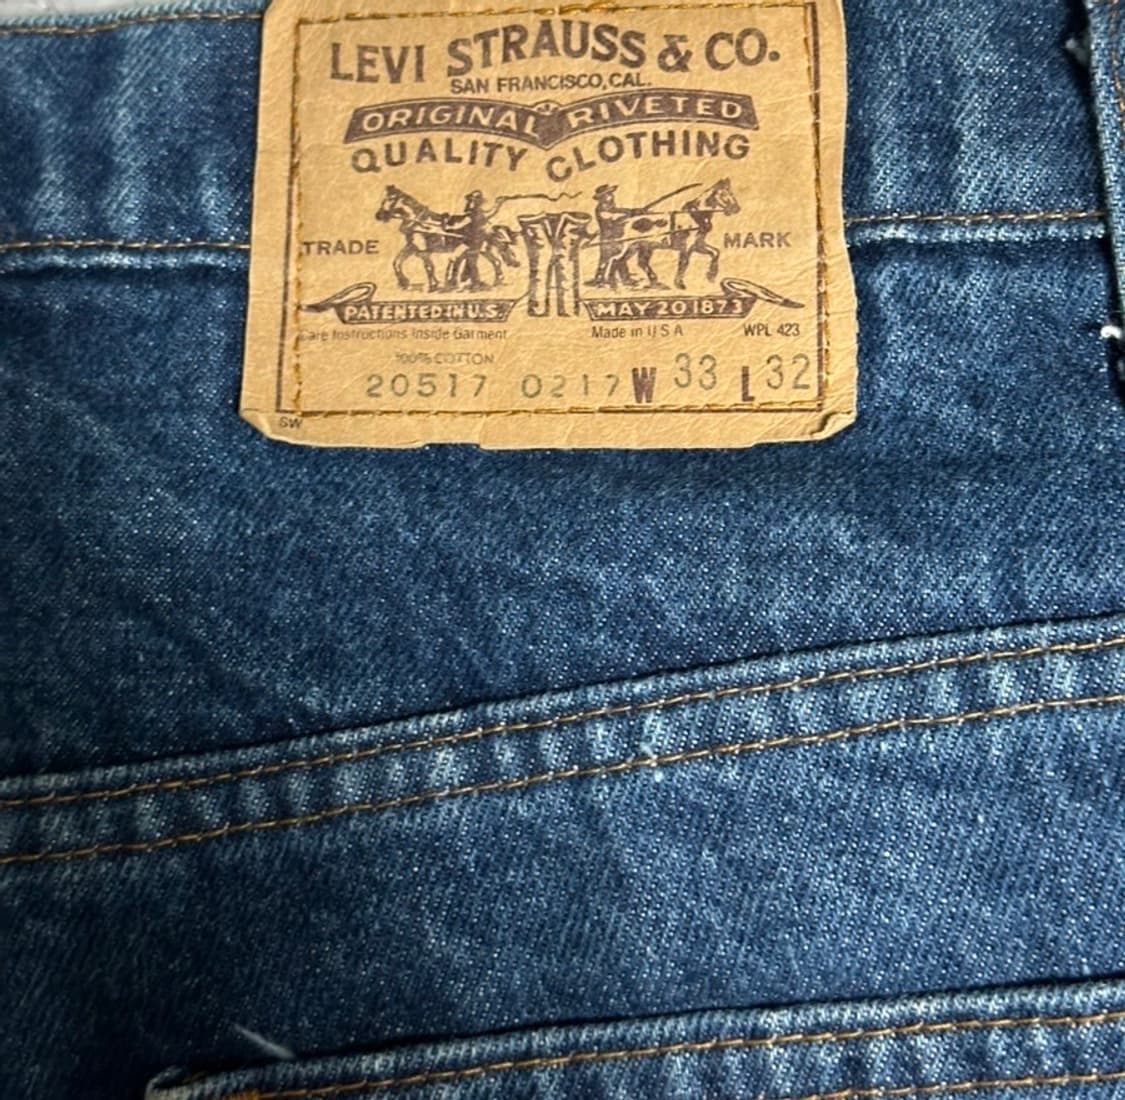 LEVI STRAUSS & CO.
SAN FRANCISCO, CAL.
ORIGINAL RIVETED
QUALITY CLOTHING
TRADE MARK
PATENTED IN U.S. MAY 20 1873
Care Instructions Inside Garment Made in U S A WPL 423
100% COTTON
20517 0217 W 33 L 32
SW